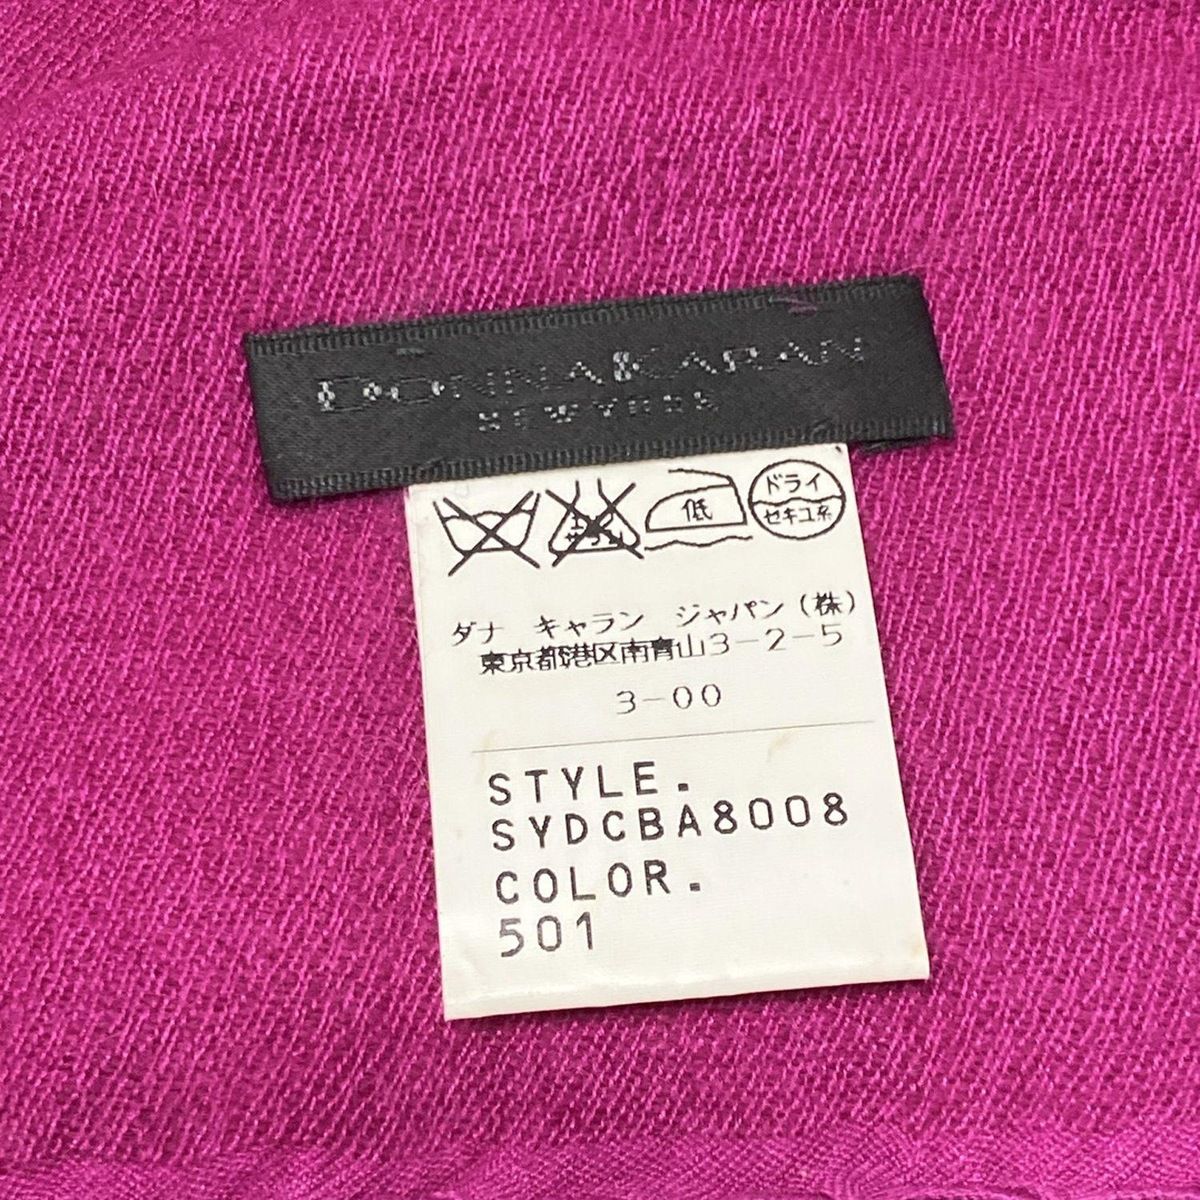 DONNA KARAN
NEW YORK
低
ドライ
セキユ系
ダナ キャラン ジャパン(株)
東京都港区南青山3-2-5
3-00
STYLE.
SYDCBA8008
COLOR.
501